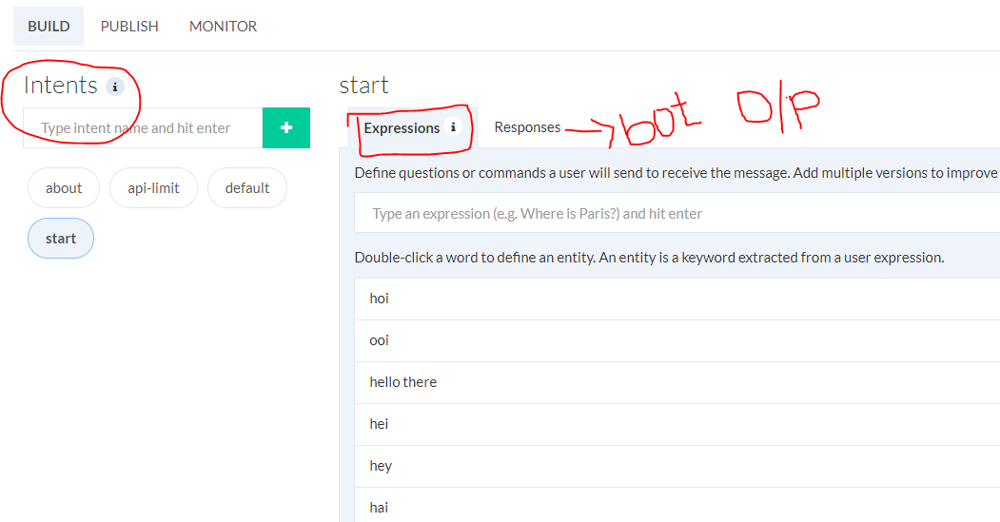 BUILD PUBLISH MONITOR
Intents i
start
Type intent name and hit enter +
Expressions i Responses bot O/P
about api-limit default
start
Define questions or commands a user will send to receive the message. Add multiple versions to improve
Type an expression (e.g. Where is Paris?) and hit enter
Double-click a word to define an entity. An entity is a keyword extracted from a user expression.
hoi
ooi
hello there
hei
hey
hai